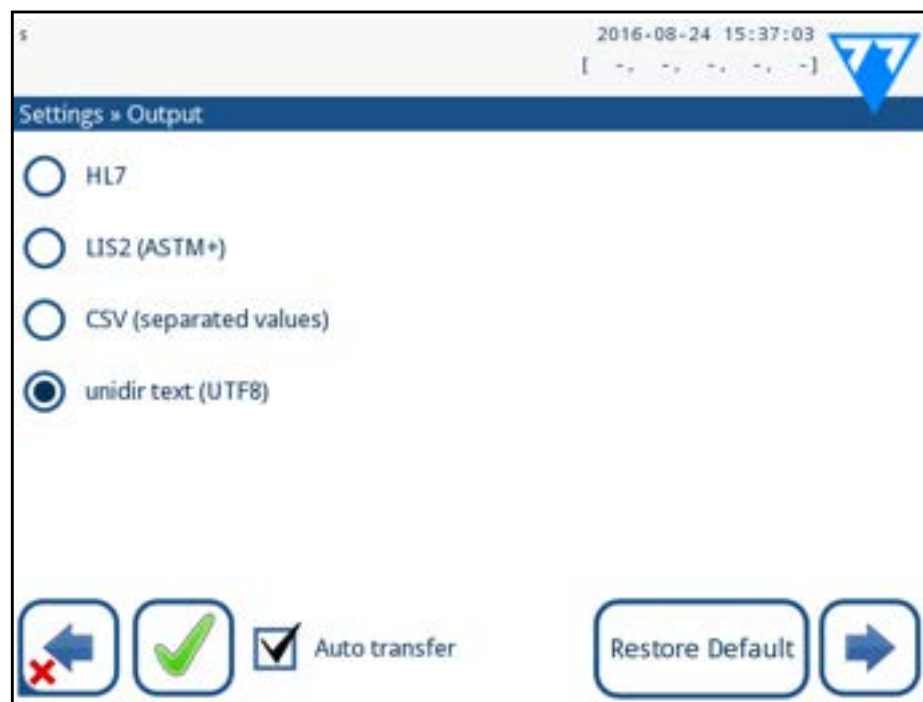 s
2016-08-24 15:37:03
[ -, -, -, -, -]
Settings » Output
HL7
LIS2 (ASTM+)
CSV (separated values)
unidir text (UTF8)
Auto transfer
Restore Default